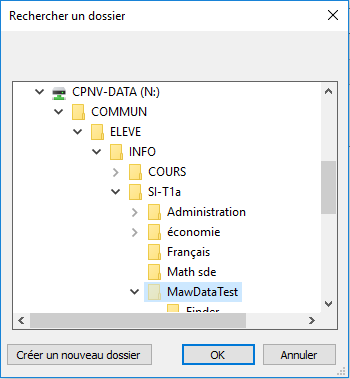 Rechercher un dossier
CPNV-DATA (N:)
COMMUN
ELEVE
INFO
COURS
SI-T1a
Administration
économie
Français
Math sde
MawDataTest
Finder
Créer un nouveau dossier
OK
Annuler